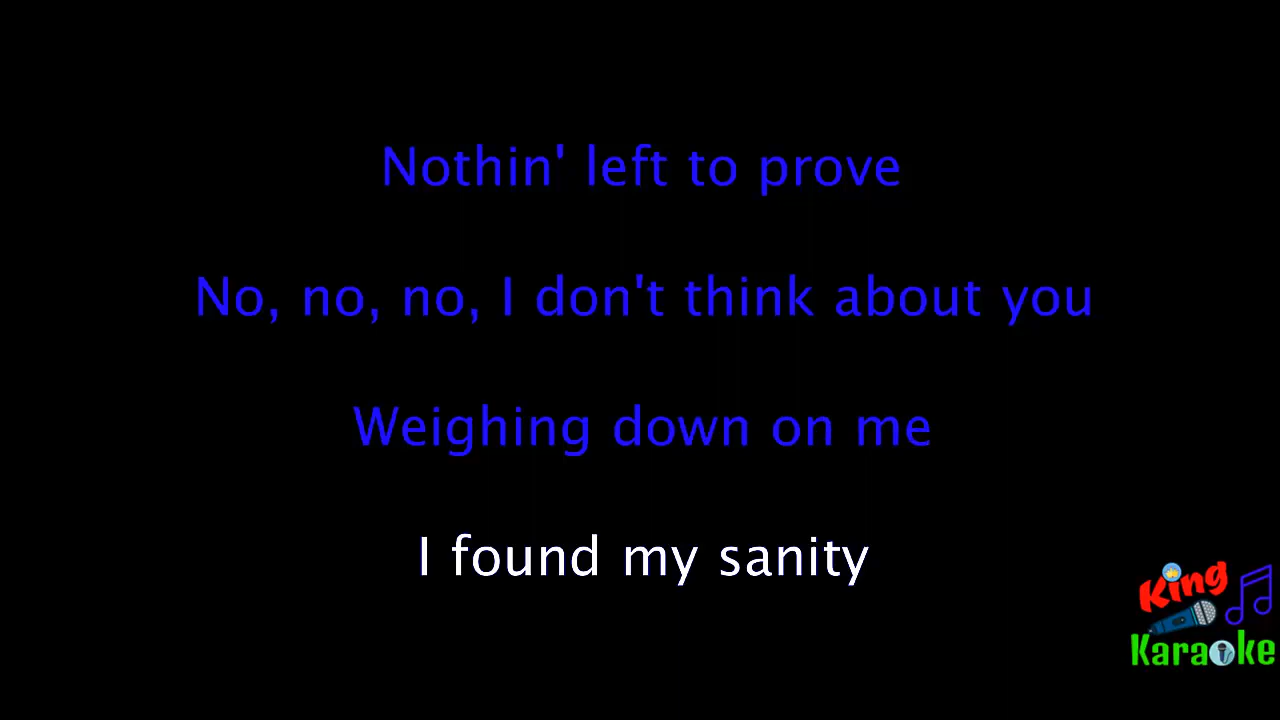 Nothin' left to prove
No, no, no, I don't think about you
Weighing down on me
I found my sanity
King
Karaoke